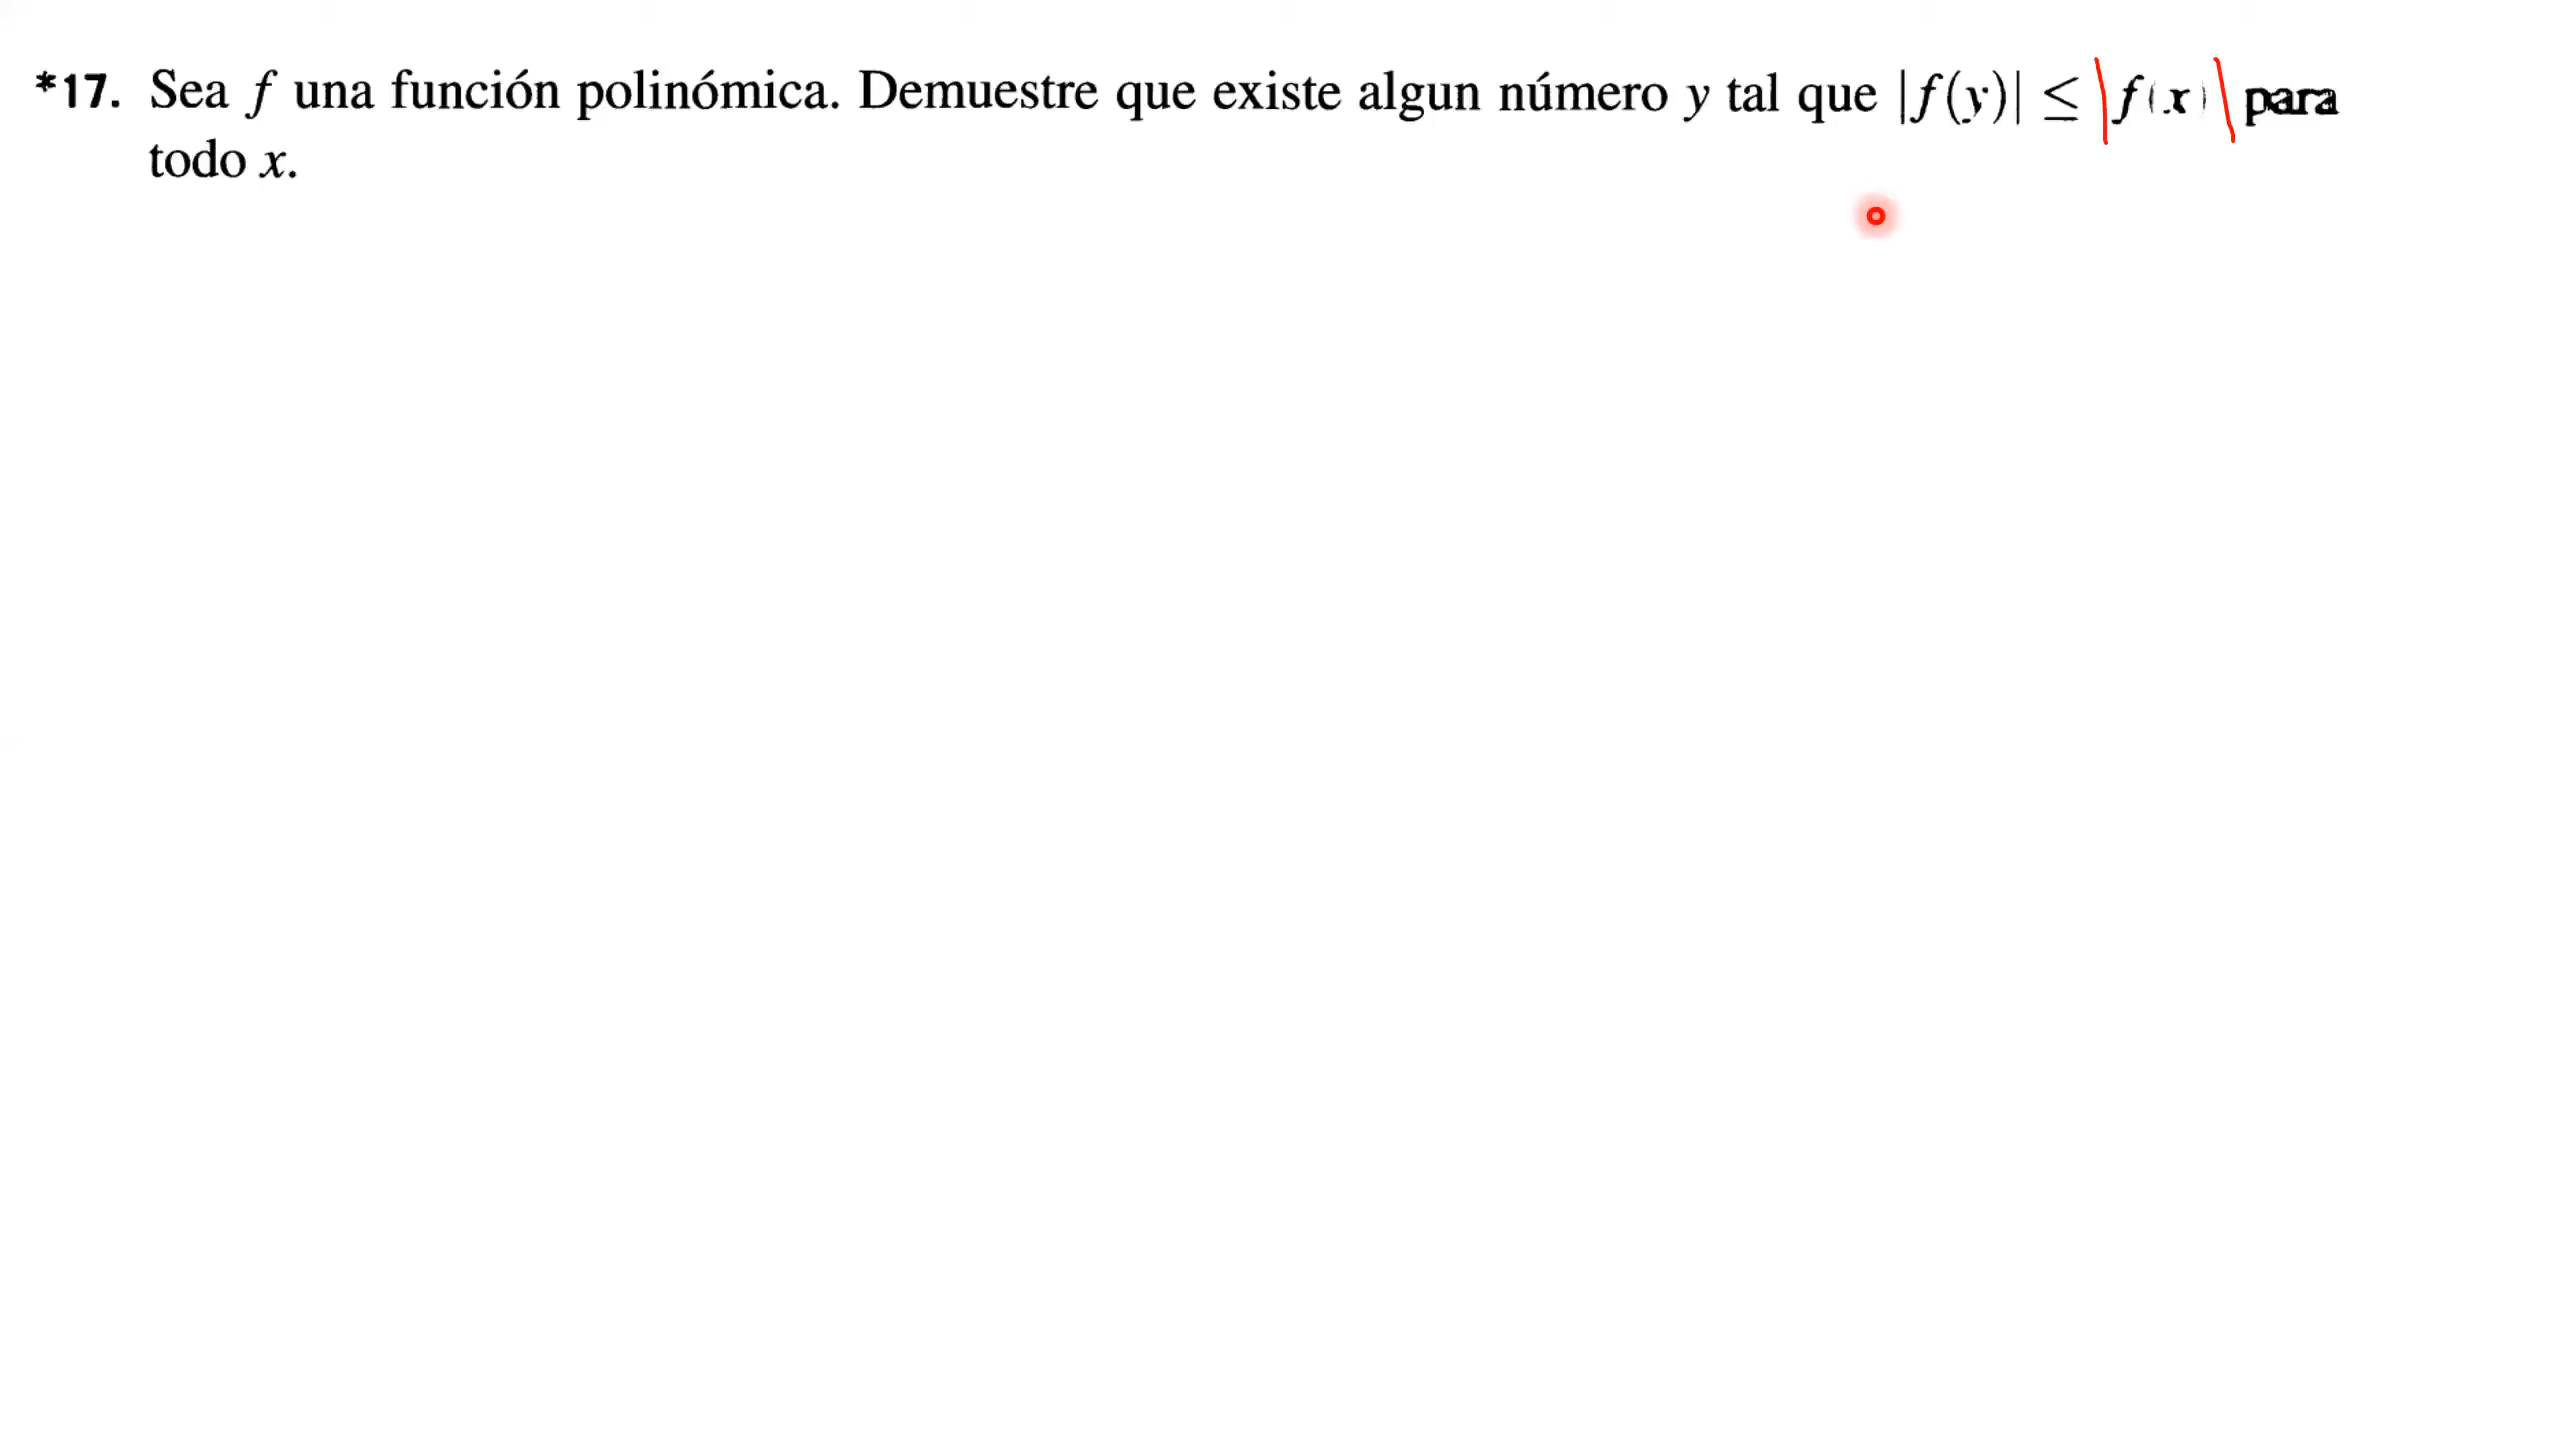 *17. Sea f una función polinómica. Demuestre que existe algun número y tal que |f(y)| ≤ |f(x)| para
todo x.